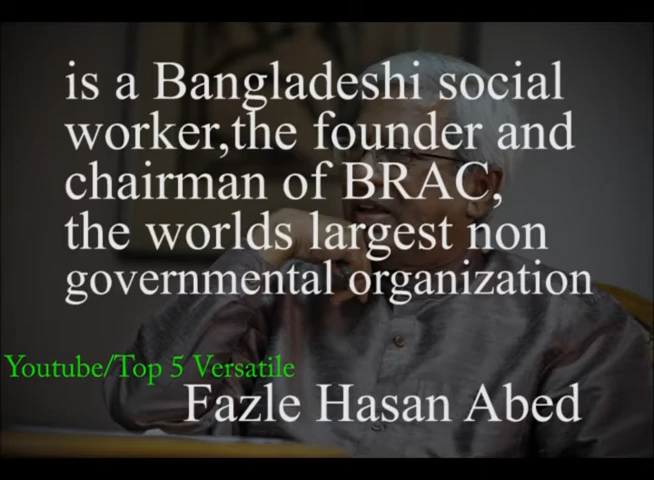 is a Bangladeshi social
worker,the founder and
chairman of BRAC,
the worlds largest non
governmental organization
Youtube/Top 5 Versatile
Fazle Hasan Abed